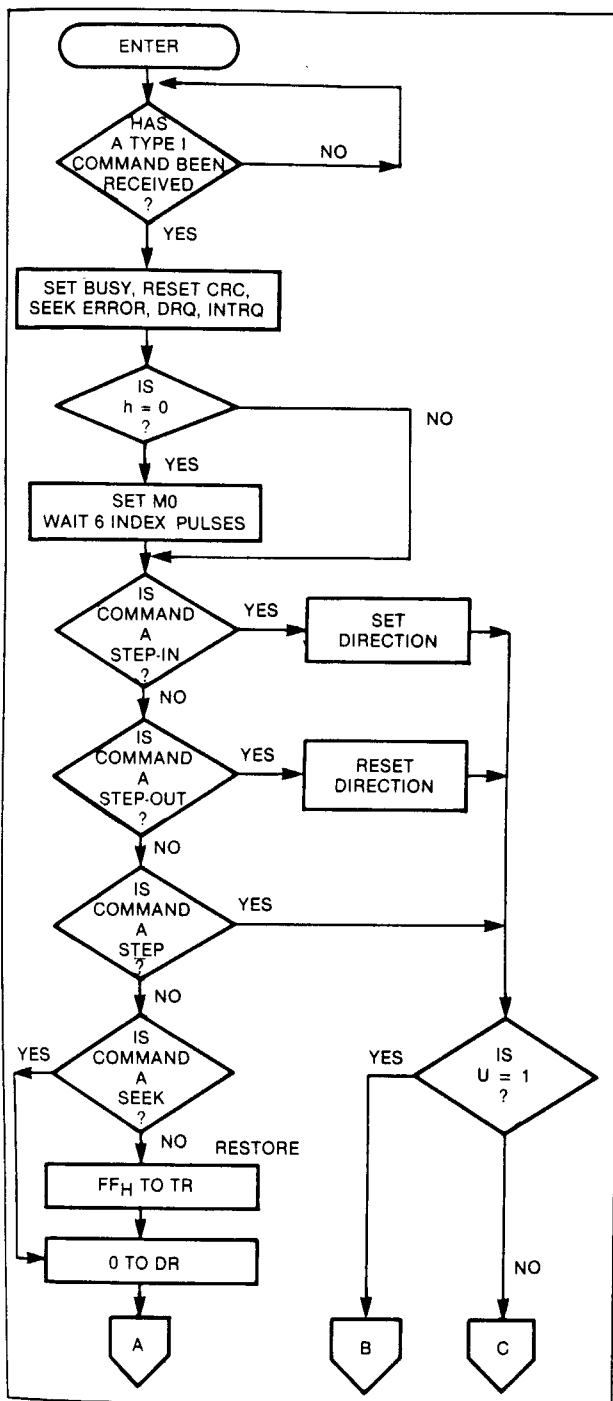 ENTER
HAS
A TYPE I
COMMAND BEEN
RECEIVED
?
NO
YES
SET BUSY, RESET CRC,
SEEK ERROR, DRQ, INTRQ
IS
h = 0
?
NO
YES
SET M0
WAIT 6 INDEX PULSES
IS
COMMAND
A
STEP-IN
?
YES
SET
DIRECTION
NO
IS
COMMAND
A
STEP-OUT
?
YES
RESET
DIRECTION
NO
IS
COMMAND
A
STEP
?
YES
NO
IS
COMMAND
A
SEEK
?
YES
NO
RESTORE
IS
U = 1
?
YES
NO
FFH TO TR
0 TO DR
A
B
C